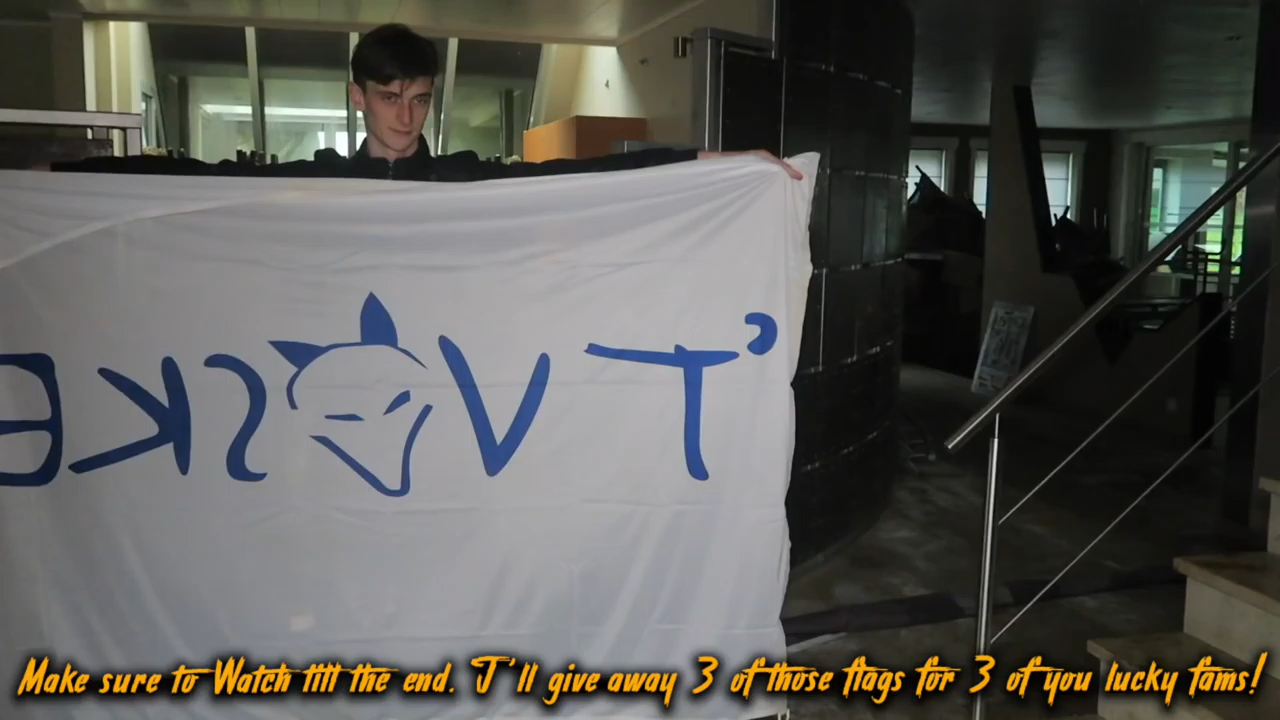 'T VOSKE
Make sure to Watch till the end. I'll give away 3 of those flags for 3 of you lucky fams!